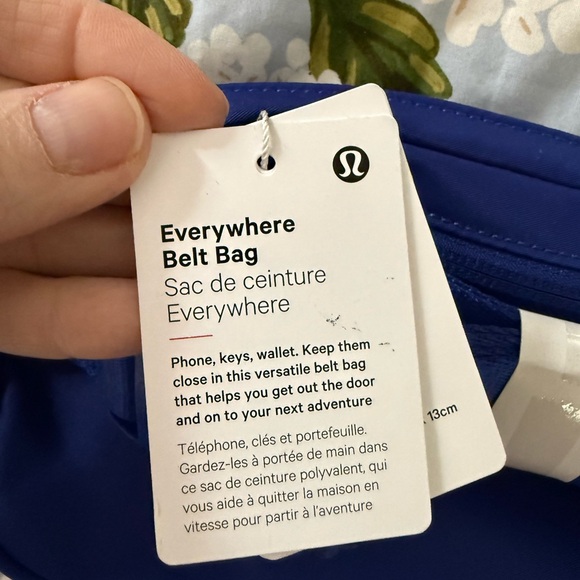 Everywhere
Belt Bag
Sac de ceinture
Everywhere
Phone, keys, wallet. Keep them
close in this versatile belt bag
that helps you get out the door
and on to your next adventure
Téléphone, clés et portefeuille.
Gardez-les à portée de main dans
ce sac de ceinture polyvalent, qui
vous aide à quitter la maison en
vitesse pour partir à l'aventure
13cm